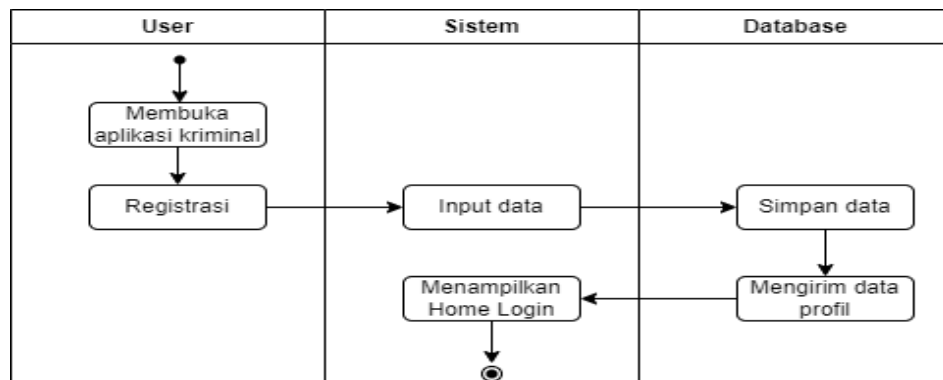 User
Sistem
Database
Membuka
aplikasi kriminal
Registrasi
Input data
Simpan data
Menampilkan
Home Login
Mengirim data
profil